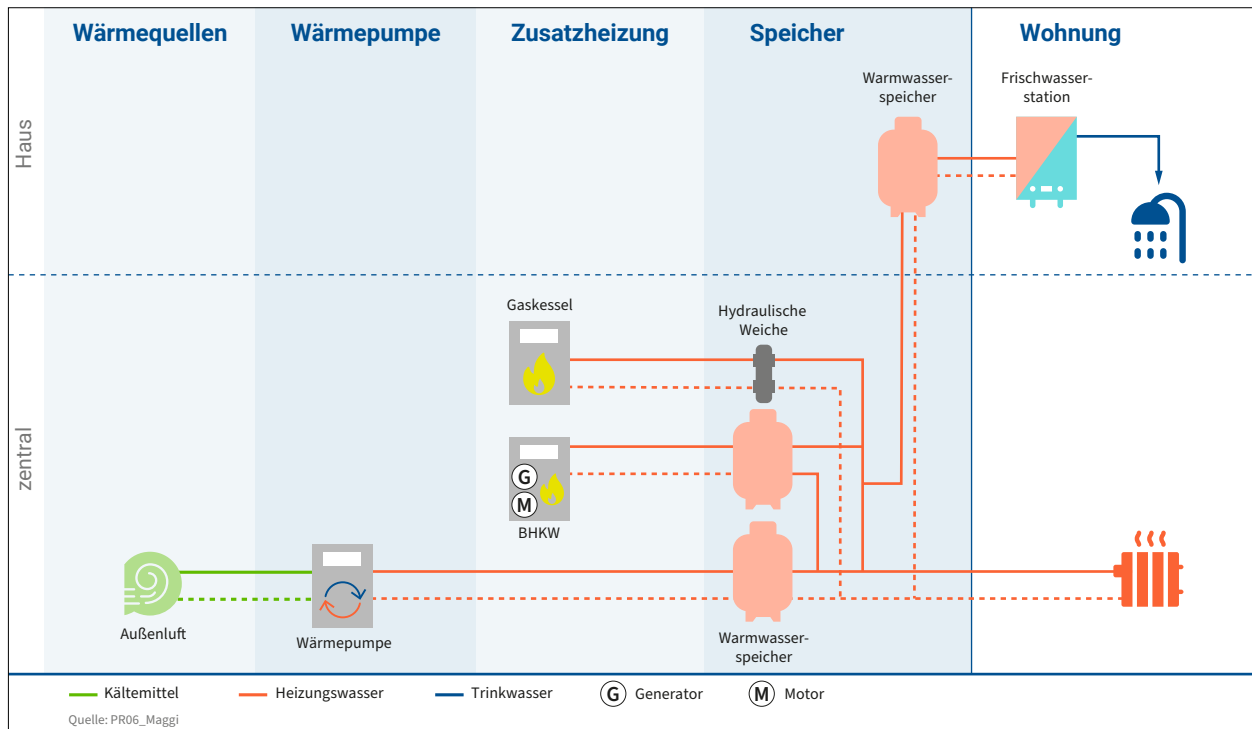 Wärmequellen
Wärmepumpe
Zusatzheizung
Speicher
Wohnung
Haus
Warmwasser-
speicher
Frischwasser-
station
zentral
Gaskessel
Hydraulische
Weiche
G
M
BHKW
Außenluft
Wärmepumpe
Warmwasser-
speicher
Kältemittel
Heizungswasser
Trinkwasser
G Generator
M Motor
Quelle: PR06_Maggi